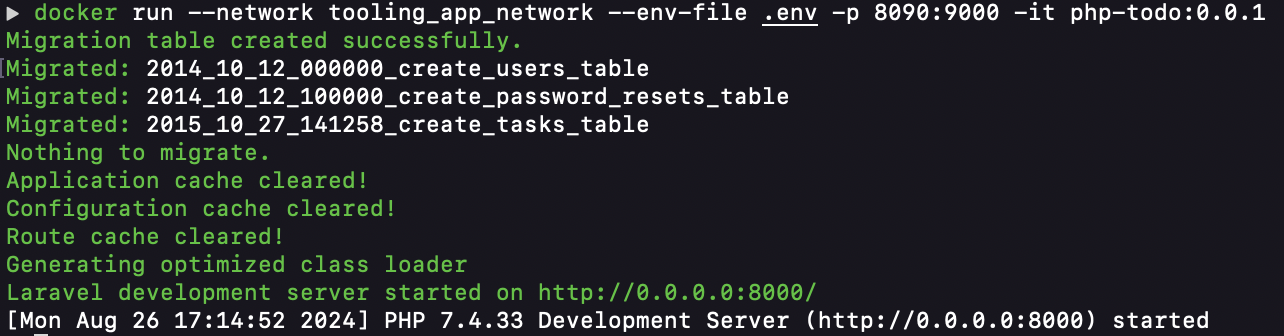 ▶ docker run --network tooling_app_network --env-file .env -p 8090:9000 -it php-todo:0.0.1
Migration table created successfully.
Migrated: 2014_10_12_000000_create_users_table
Migrated: 2014_10_12_100000_create_password_resets_table
Migrated: 2015_10_27_141258_create_tasks_table
Nothing to migrate.
Application cache cleared!
Configuration cache cleared!
Route cache cleared!
Generating optimized class loader
Laravel development server started on http://0.0.0.0:8000/
[Mon Aug 26 17:14:52 2024] PHP 7.4.33 Development Server (http://0.0.0.0:8000) started